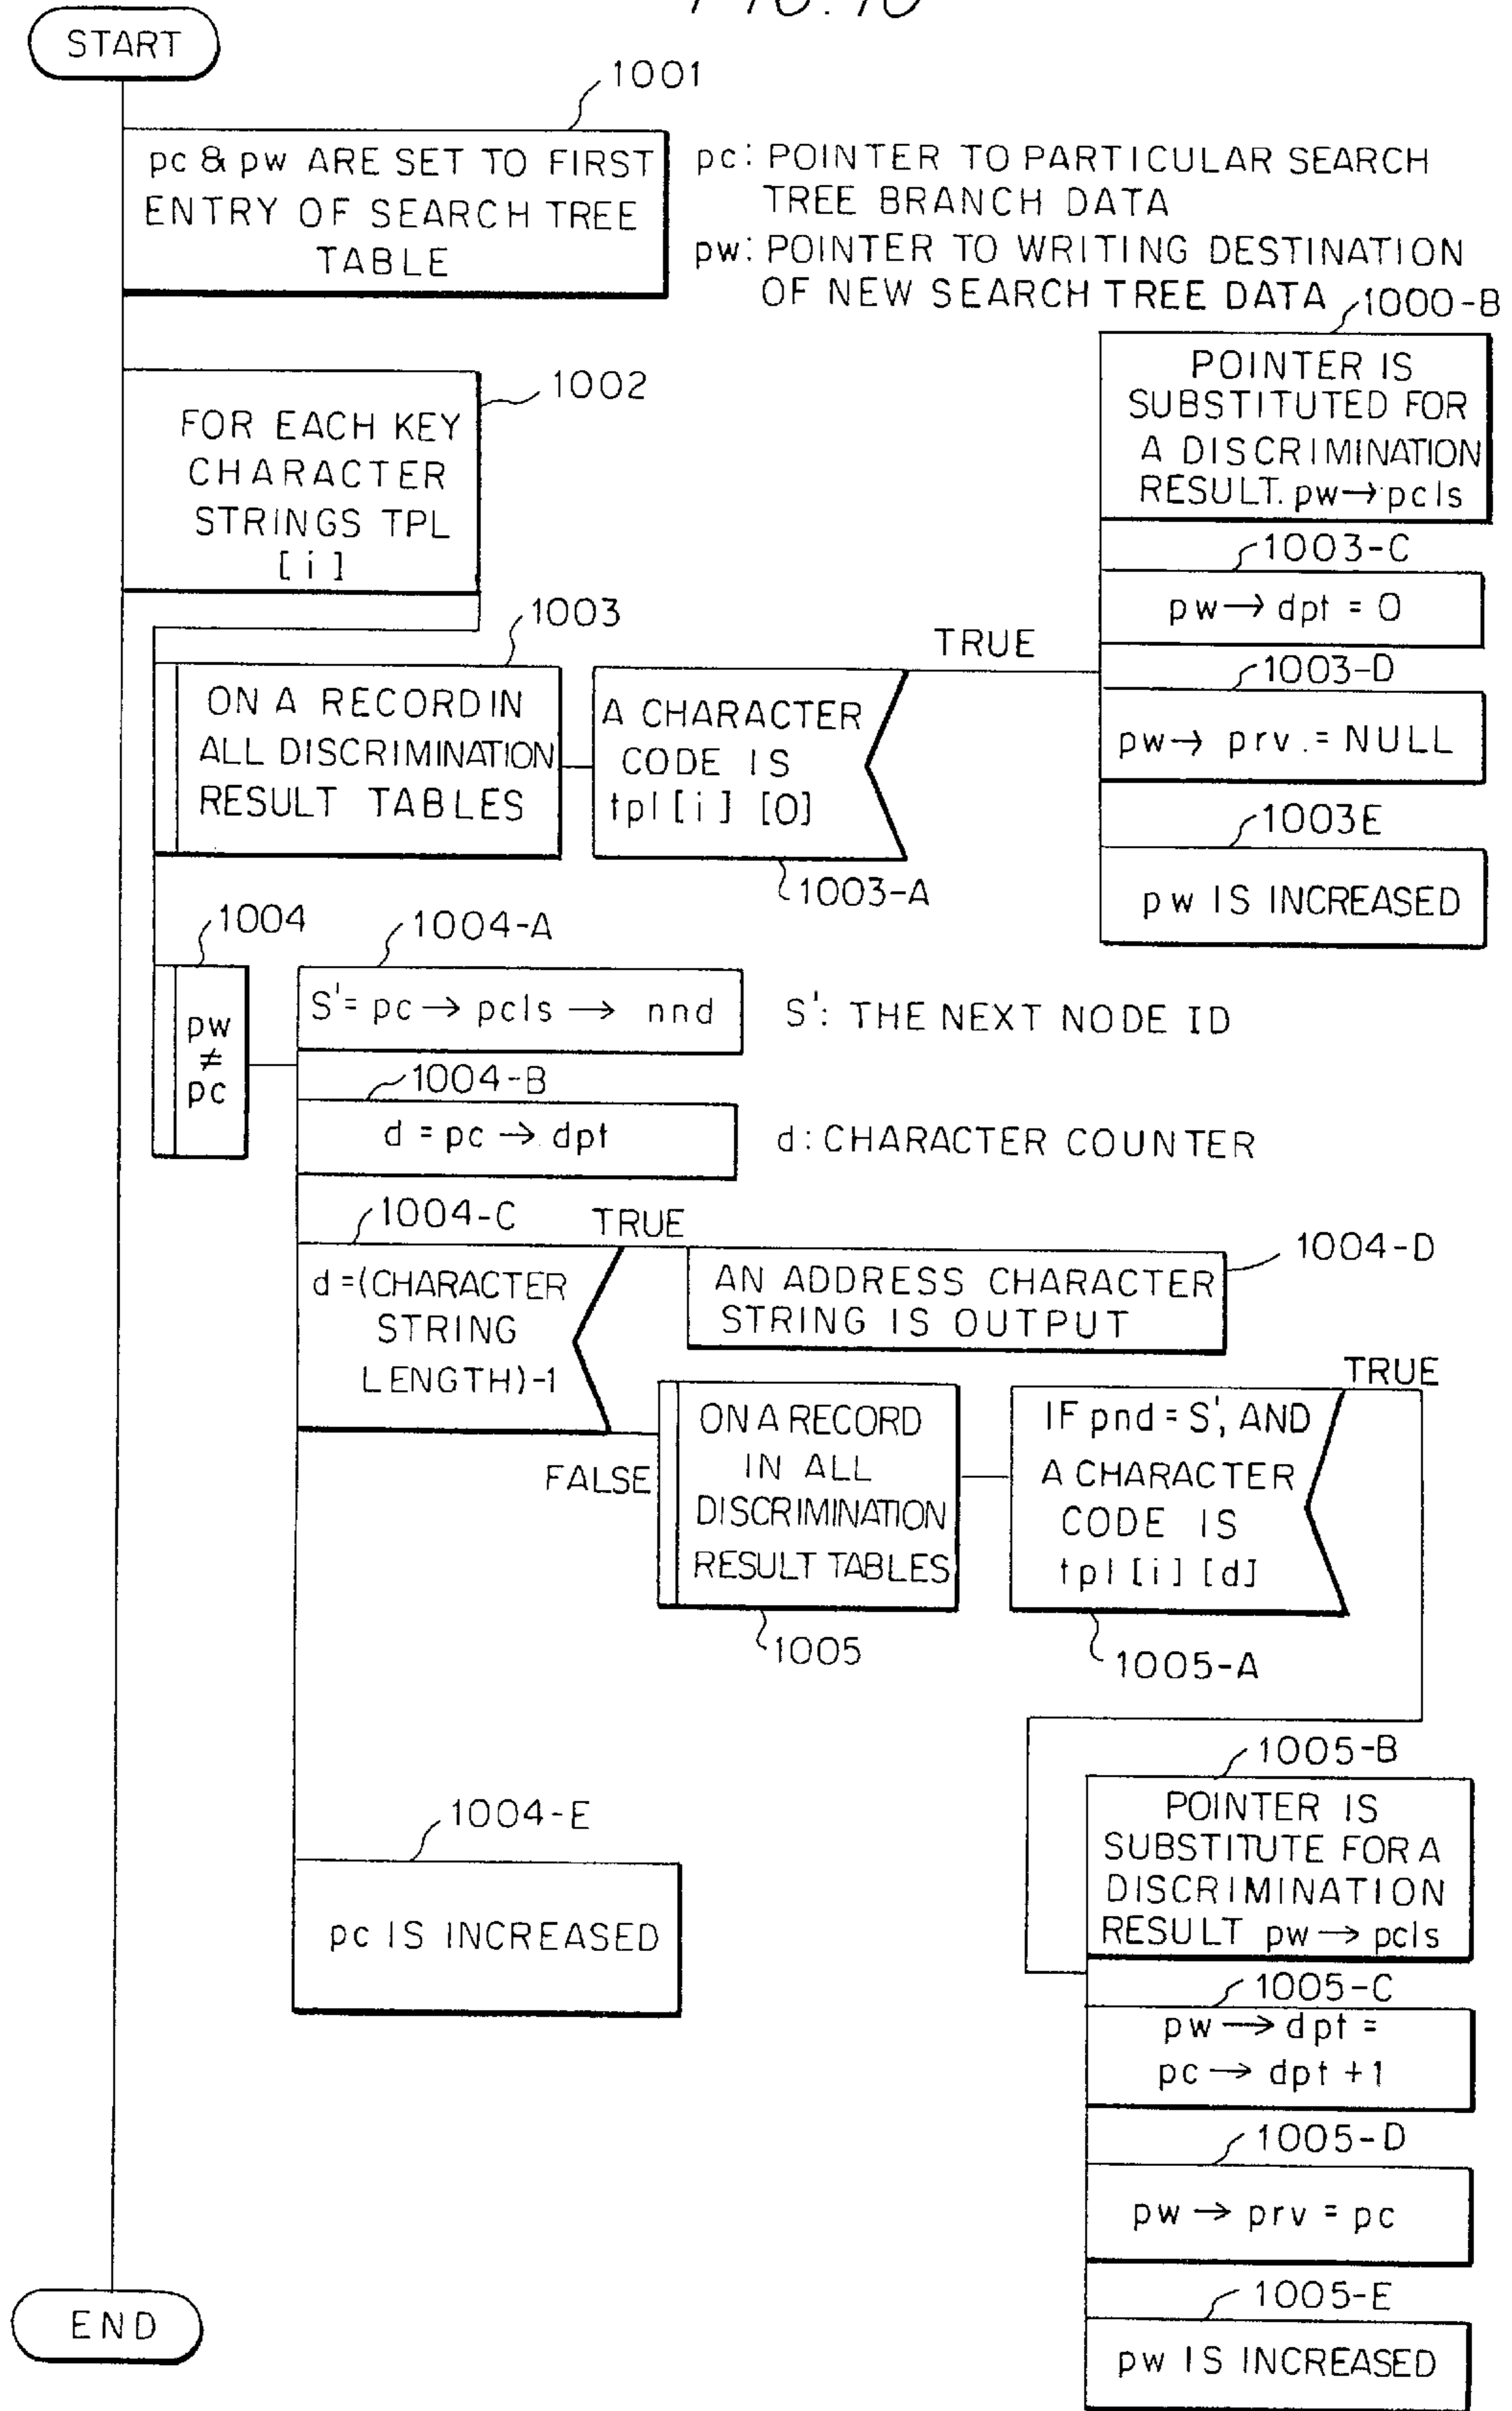 FIG. 10
START
1001
pc & pw ARE SET TO FIRST
ENTRY OF SEARCH TREE
TABLE
pc: POINTER TO PARTICULAR SEARCH
TREE BRANCH DATA
pw: POINTER TO WRITING DESTINATION
OF NEW SEARCH TREE DATA
1002
FOR EACH KEY
CHARACTER
STRINGS TPL
[i]
1003
ON A RECORD IN
ALL DISCRIMINATION
RESULT TABLES
A CHARACTER
CODE IS
tpl [i] [0]
1003-A
TRUE
1000-B
POINTER IS
SUBSTITUTED FOR
A DISCRIMINATION
RESULT. pw→pcls
1003-C
pw→ dpt = 0
1003-D
pw→ prv.= NULL
1003E
pw IS INCREASED
1004
pw
≠
pc
1004-A
S'= pc → pcls → nnd
S': THE NEXT NODE ID
1004-B
d = pc → dpt
d: CHARACTER COUNTER
1004-C
d =(CHARACTER
STRING
LENGTH)-1
TRUE
1004-D
AN ADDRESS CHARACTER
STRING IS OUTPUT
FALSE
ON A RECORD
IN ALL
DISCRIMINATION
RESULT TABLES
1005
IF pnd = S', AND
A CHARACTER
CODE IS
tpl [i] [d]
1005-A
TRUE
1005-B
POINTER IS
SUBSTITUTE FOR A
DISCRIMINATION
RESULT pw → pcls
1005-C
pw → dpt =
pc → dpt +1
1005-D
pw → prv = pc
1005-E
pw IS INCREASED
1004-E
pc IS INCREASED
END